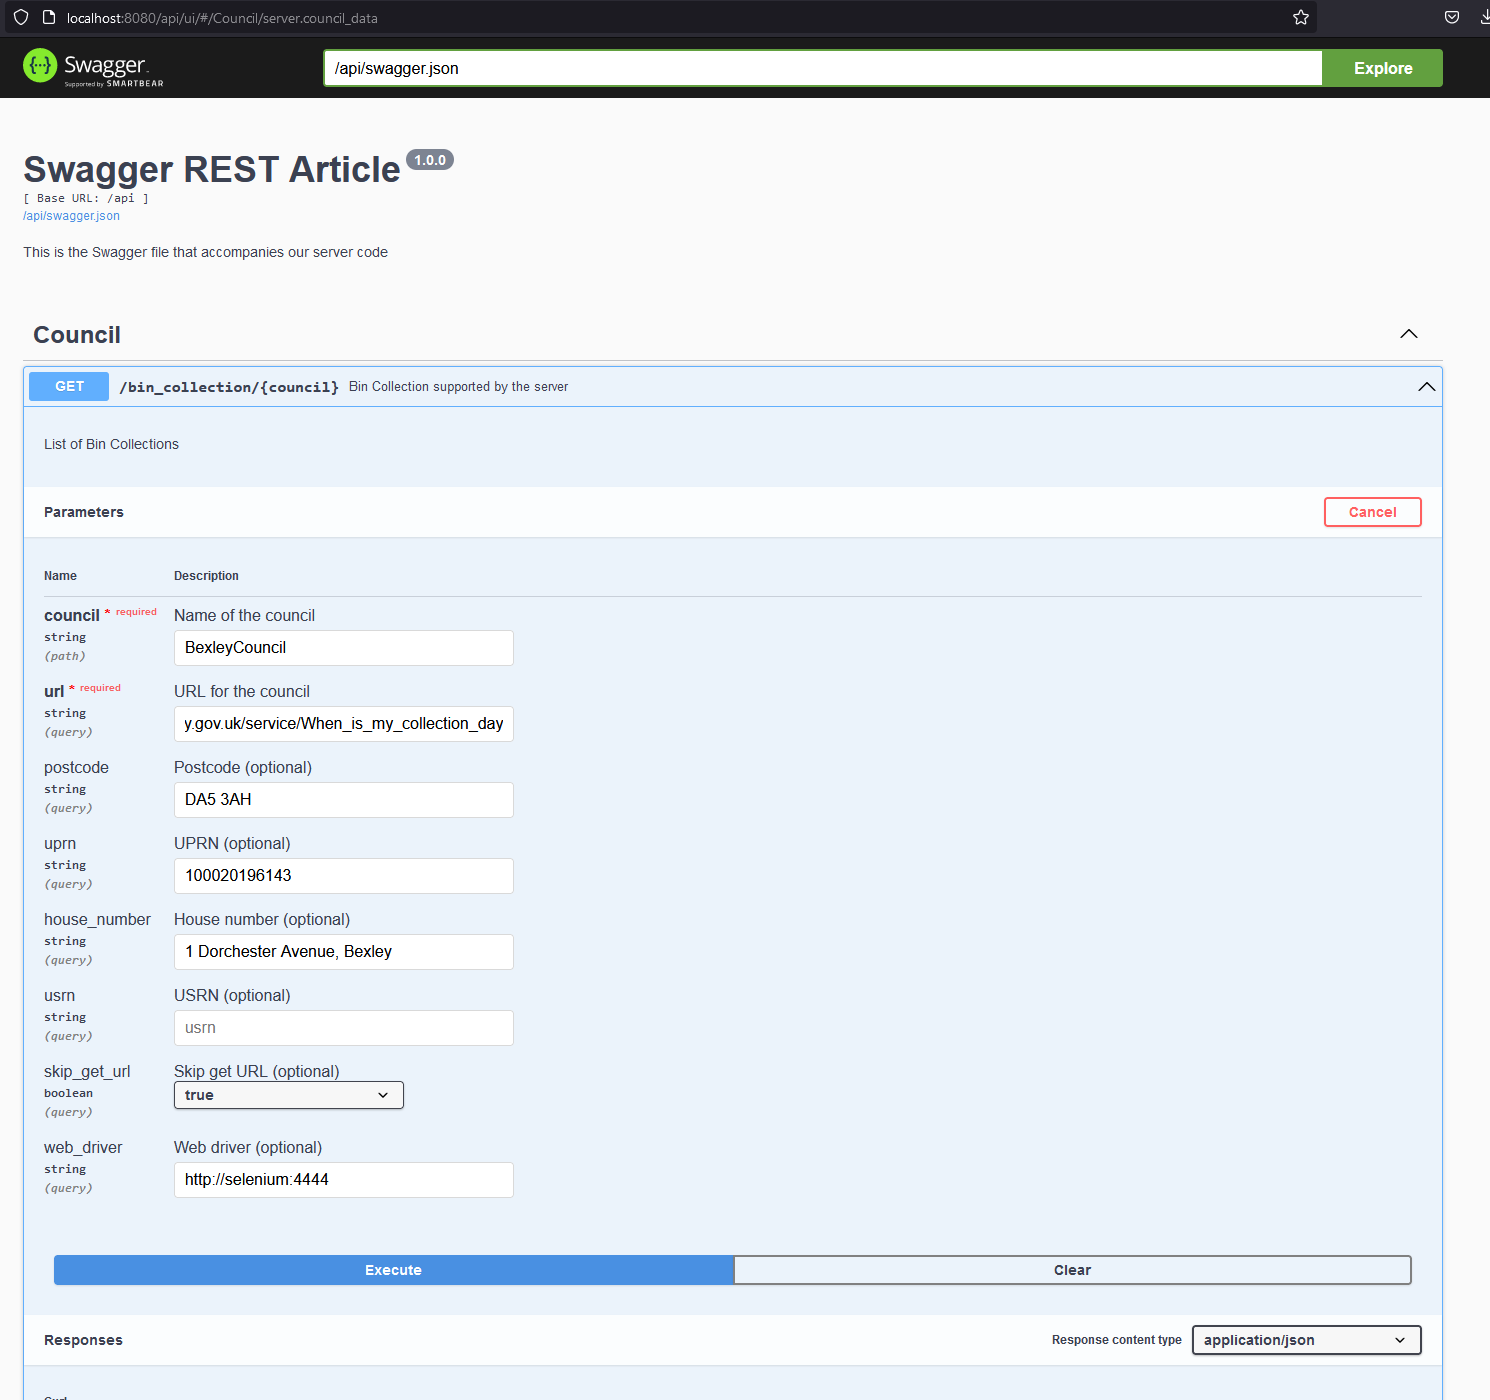 localhost:8080/api/ui/#/Council/server.council_data
{···} Swagger
Supported by SMARTBEAR
/api/swagger.json
Explore
Swagger REST Article 1.0.0
[ Base URL: /api ]
/api/swagger.json
This is the Swagger file that accompanies our server code
Council
GET /bin_collection/{council} Bin Collection supported by the server
List of Bin Collections
Parameters
Cancel
Name Description
council * required Name of the council
string
(path)
BexleyCouncil
url * required URL for the council
string
(query)
y.gov.uk/service/When_is_my_collection_day
postcode Postcode (optional)
string
(query)
DA5 3AH
uprn UPRN (optional)
string
(query)
100020196143
house_number House number (optional)
string
(query)
1 Dorchester Avenue, Bexley
usrn USRN (optional)
string
(query)
usrn
skip_get_url Skip get URL (optional)
boolean
(query)
true
web_driver Web driver (optional)
string
(query)
http://selenium:4444
Execute
Clear
Responses
Response content type application/json